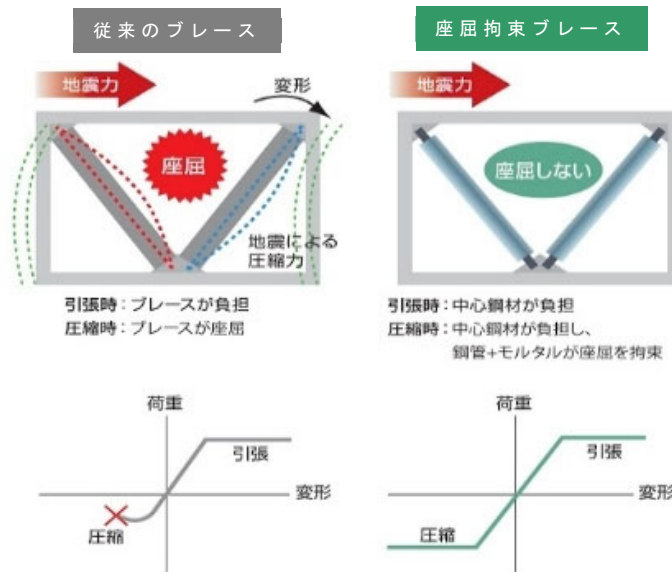 従来のブレース
座屈拘束ブレース
地震力
変形
座屈
地震による
圧縮力
地震力
座屈しない
引張時：ブレースが負担
圧縮時：ブレースが座屈
引張時：中心鋼材が負担
圧縮時：中心鋼材が負担し、
鋼管+モルタルが座屈を拘束
荷重
引張
変形
圧縮
荷重
引張
変形
圧縮